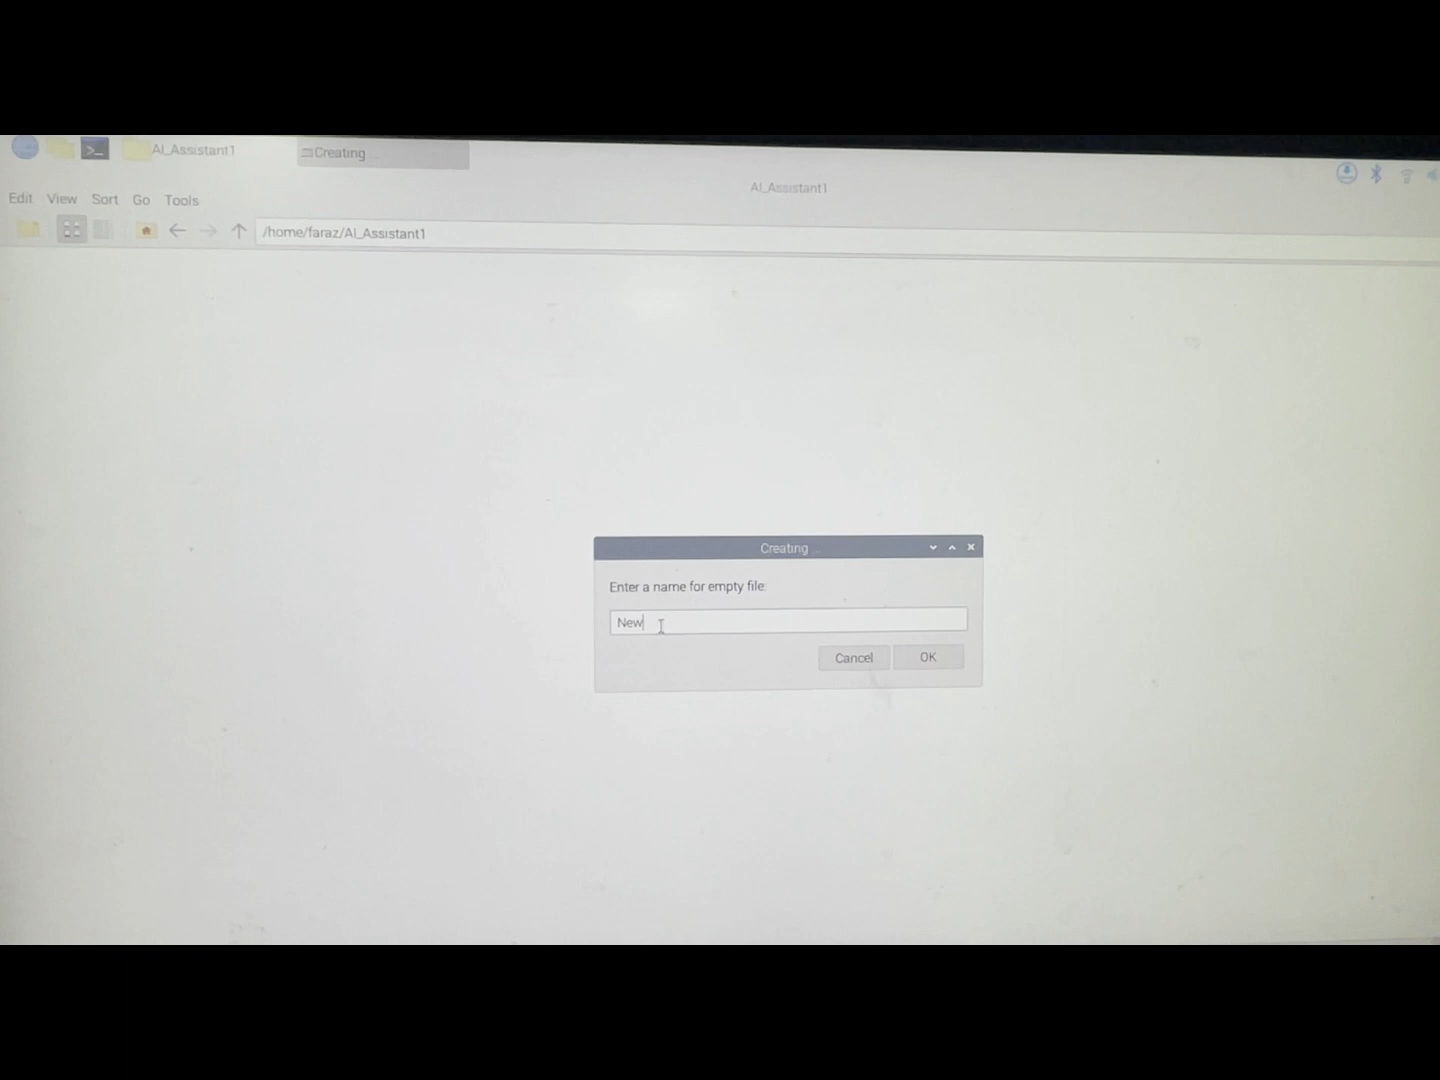 AI_Assistant1
Creating
AI_Assistant1
Edit View Sort Go Tools
/home/faraz/AI_Assistant1
Creating
Enter a name for empty file:
New
Cancel OK